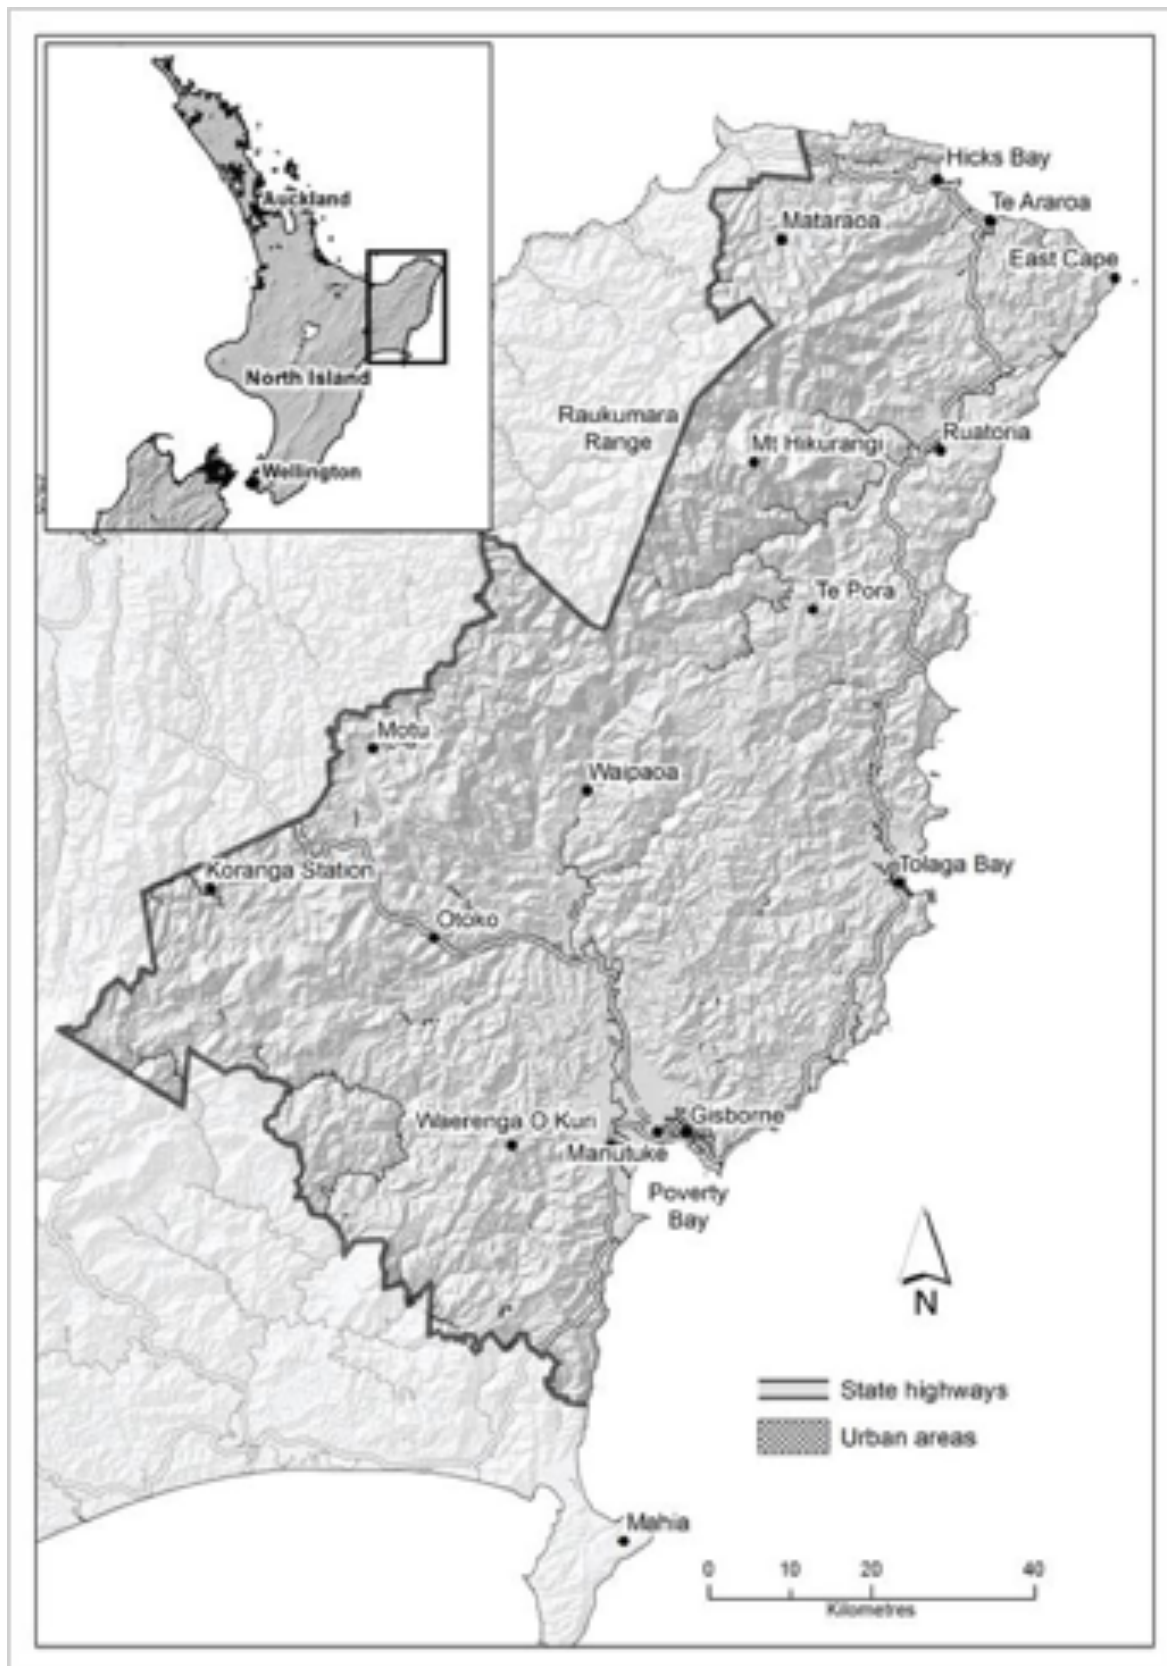 Auckland
North Island
Wellington
Hicks Bay
Te Araroa
Mataraoa
East Cape
Raukumara
Range
Mt Hikurangi
Ruatoria
Te Pora
Motu
Waipaoa
Koranga Station
Tolaga Bay
Otoko
Waerenga O Kuri
Gisborne
Manutuke
Poverty
Bay
N
State highways
Urban areas
Mahia
0 10 20 40
Kilometres